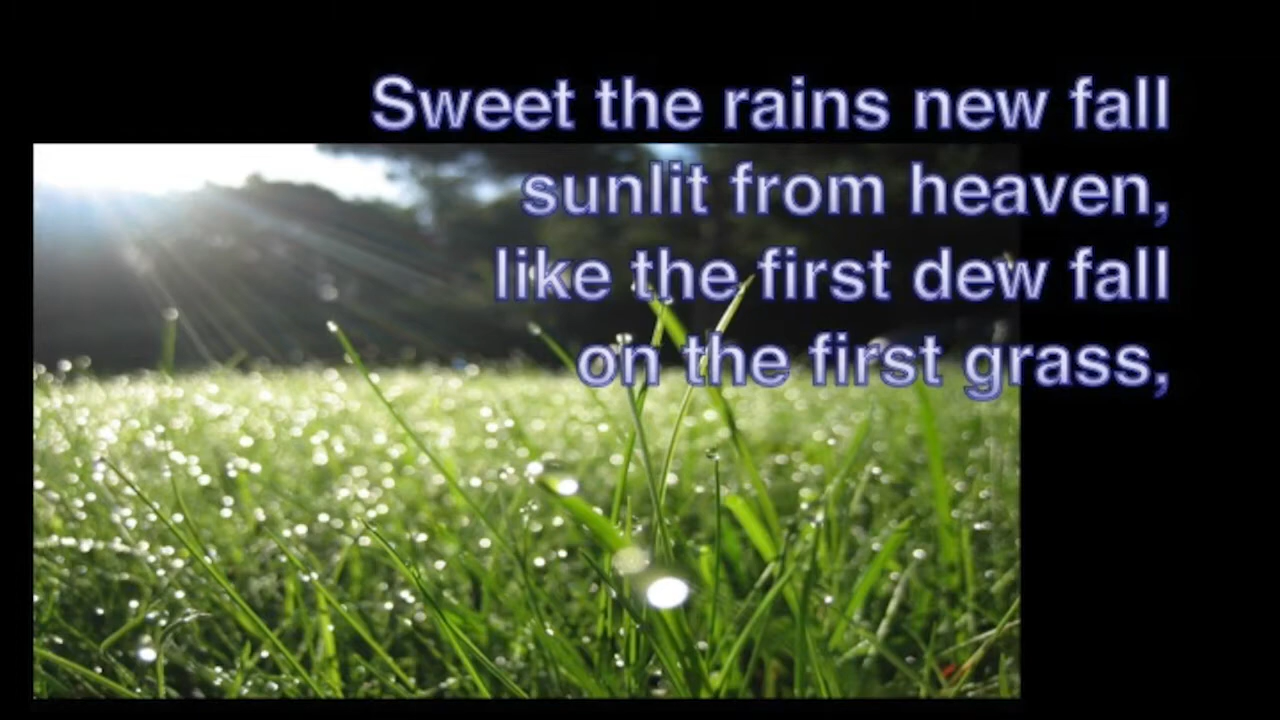 Sweet the rains new fall
sunlit from heaven,
like the first dew fall
on the first grass,